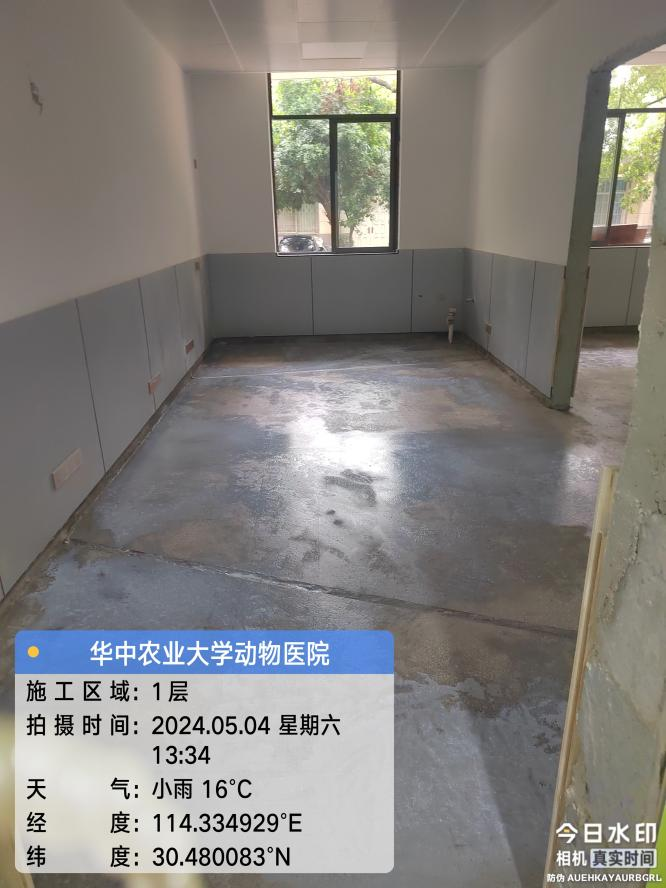 华中农业大学动物医院
施工区域：1层
拍摄时间：2024.05.04 星期六
13:34
天气：小雨 16°C
经度：114.334929°E
纬度：30.480083°N
今日水印
相机 真实时间
防伪 AUEHKAYAURBGRL